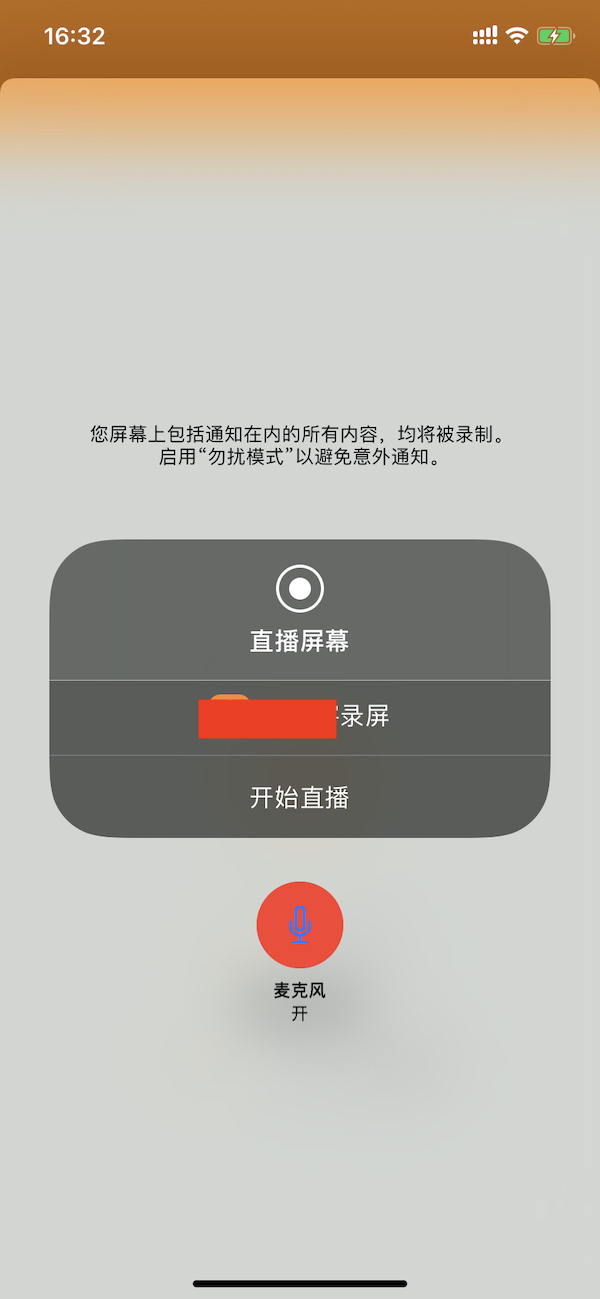 16:32
您屏幕上包括通知在内的所有内容，均将被录制。
启用“勿扰模式”以避免意外通知。
直播屏幕
录屏
开始直播
麦克风
开